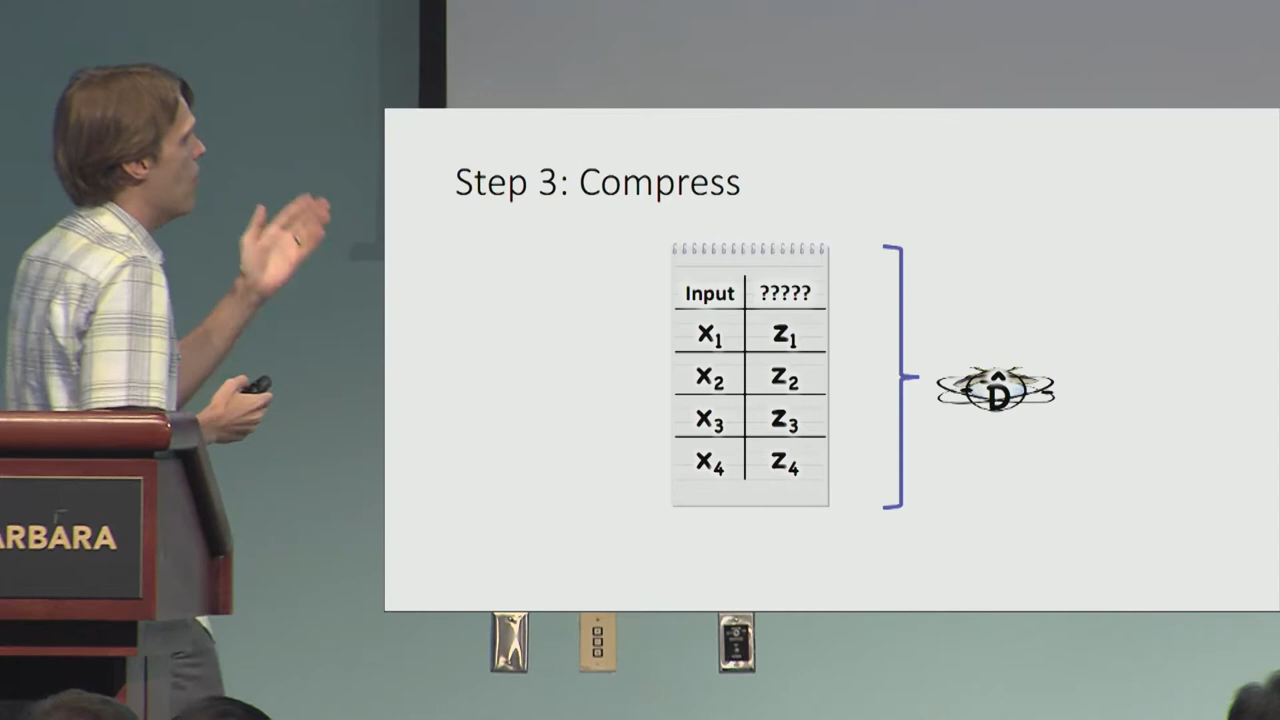 Step 3: Compress
Input ?????
x₁ z₁
x₂ z₂
x₃ z₃
x₄ z₄
D̂
ARBARA